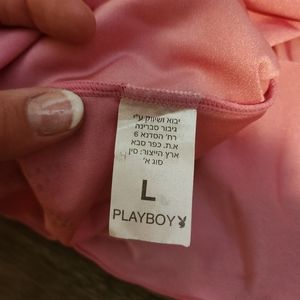 יבוא ושיווק ע"י
גיבור סברינה
רח' הסדנא 6
א.ת. כפר סבא
ארץ הייצור: סין
סוג א'
L
PLAYBOY